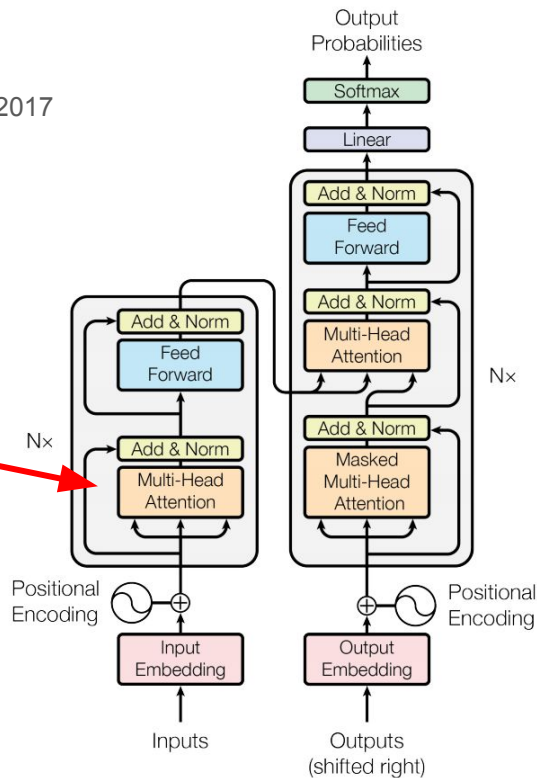 Output
Probabilities
2017
Softmax
Linear
Add & Norm
Feed
Forward
Add & Norm
Multi-Head
Attention
Add & Norm
Masked
Multi-Head
Attention
N×
Add & Norm
Feed
Forward
N×
Add & Norm
Multi-Head
Attention
Positional
Encoding
Positional
Encoding
Input
Embedding
Output
Embedding
Inputs
Outputs
(shifted right)